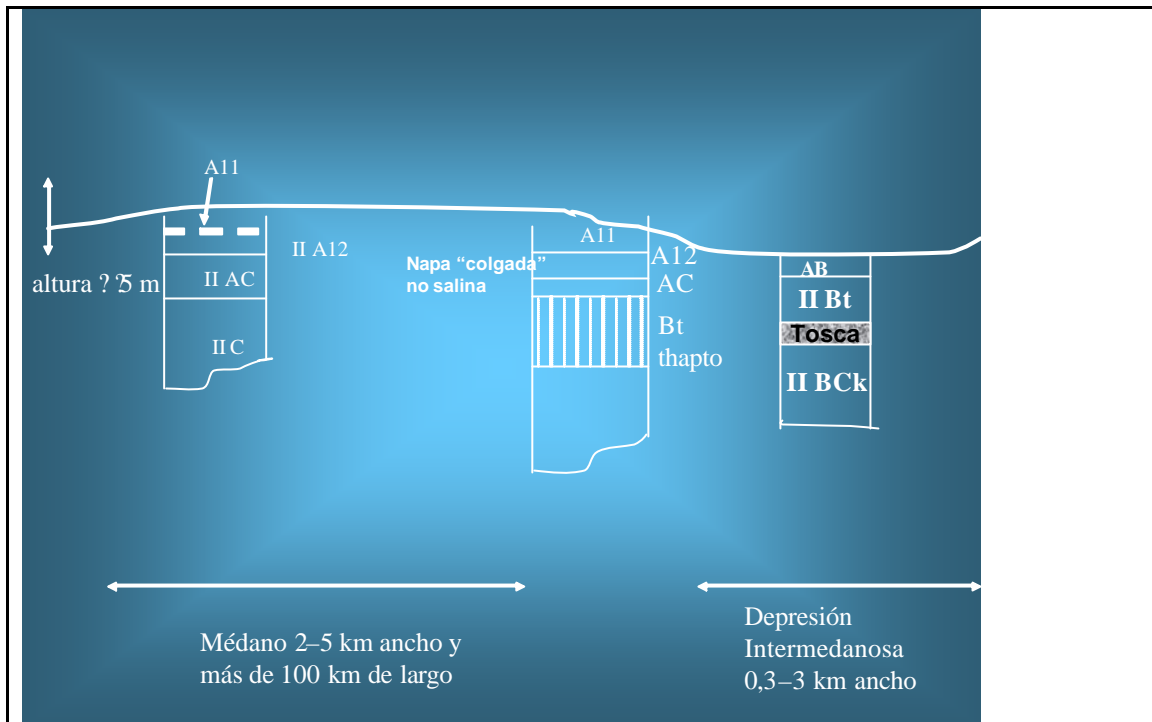 A11
altura ? ?5 m
II A12
II AC
II C
Napa “colgada”
no salina
A11
A12
AC
Bt
thapto
AB
II Bt
Tosca
II BCk
Médano 2–5 km ancho y
más de 100 km de largo
Depresión
Intermedanosa
0,3–3 km ancho